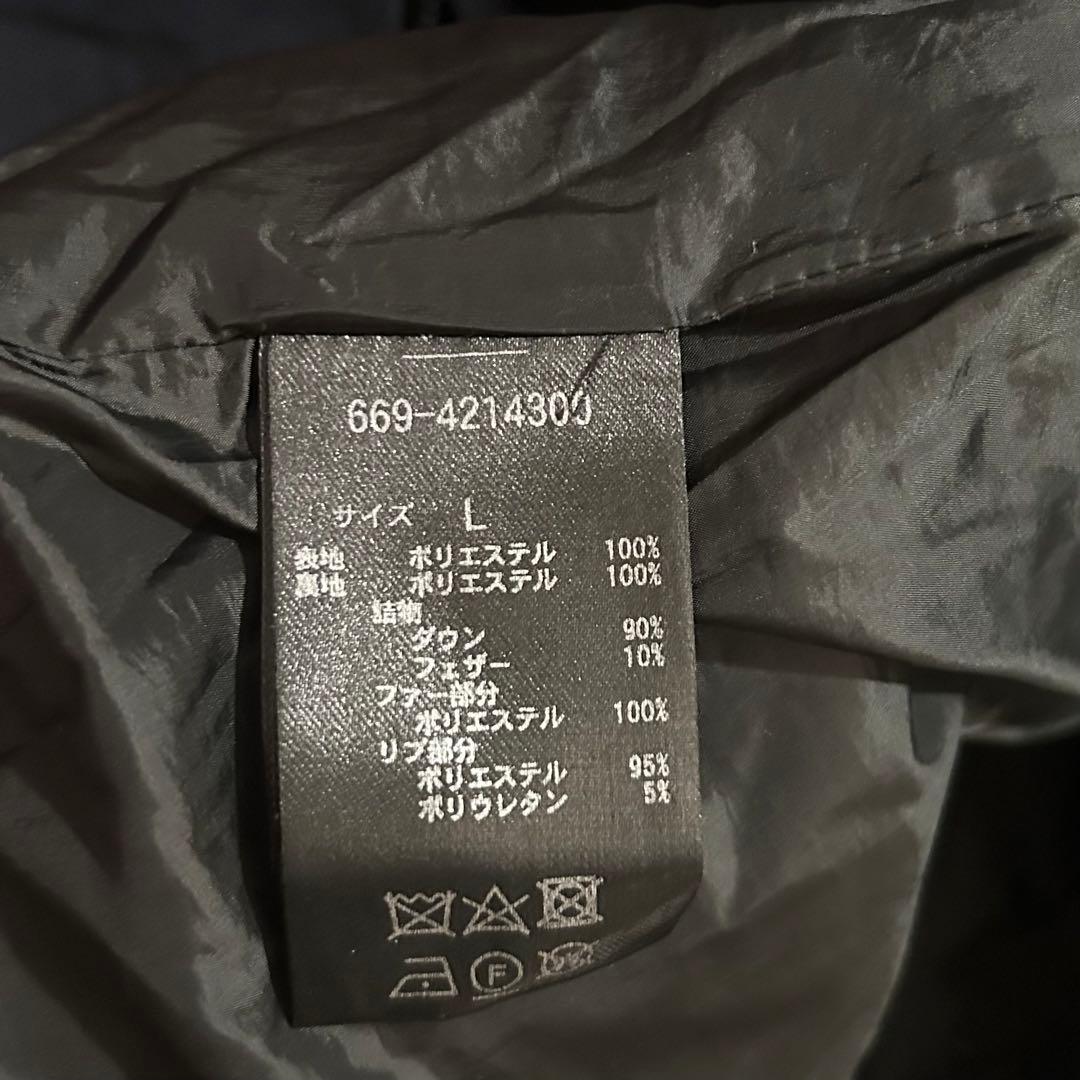 669-4214300
サイズ L
表地 ポリエステル 100%
裏地 ポリエステル 100%
詰物
ダウン 90%
フェザー 10%
ファー部分
ポリエステル 100%
リブ部分
ポリエステル 95%
ポリウレタン 5%
F